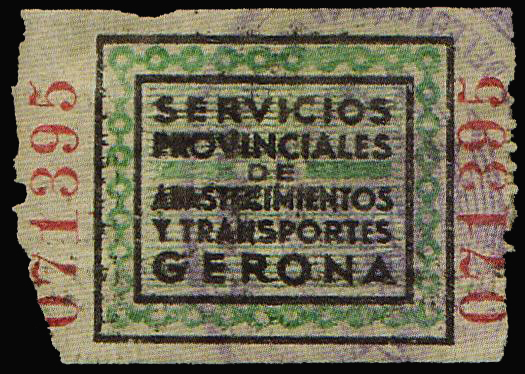 SERVICIOS
PROVINCIALES
DE
ABASTECIMIENTOS
Y TRANSPORTES
GERONA
071395
071395